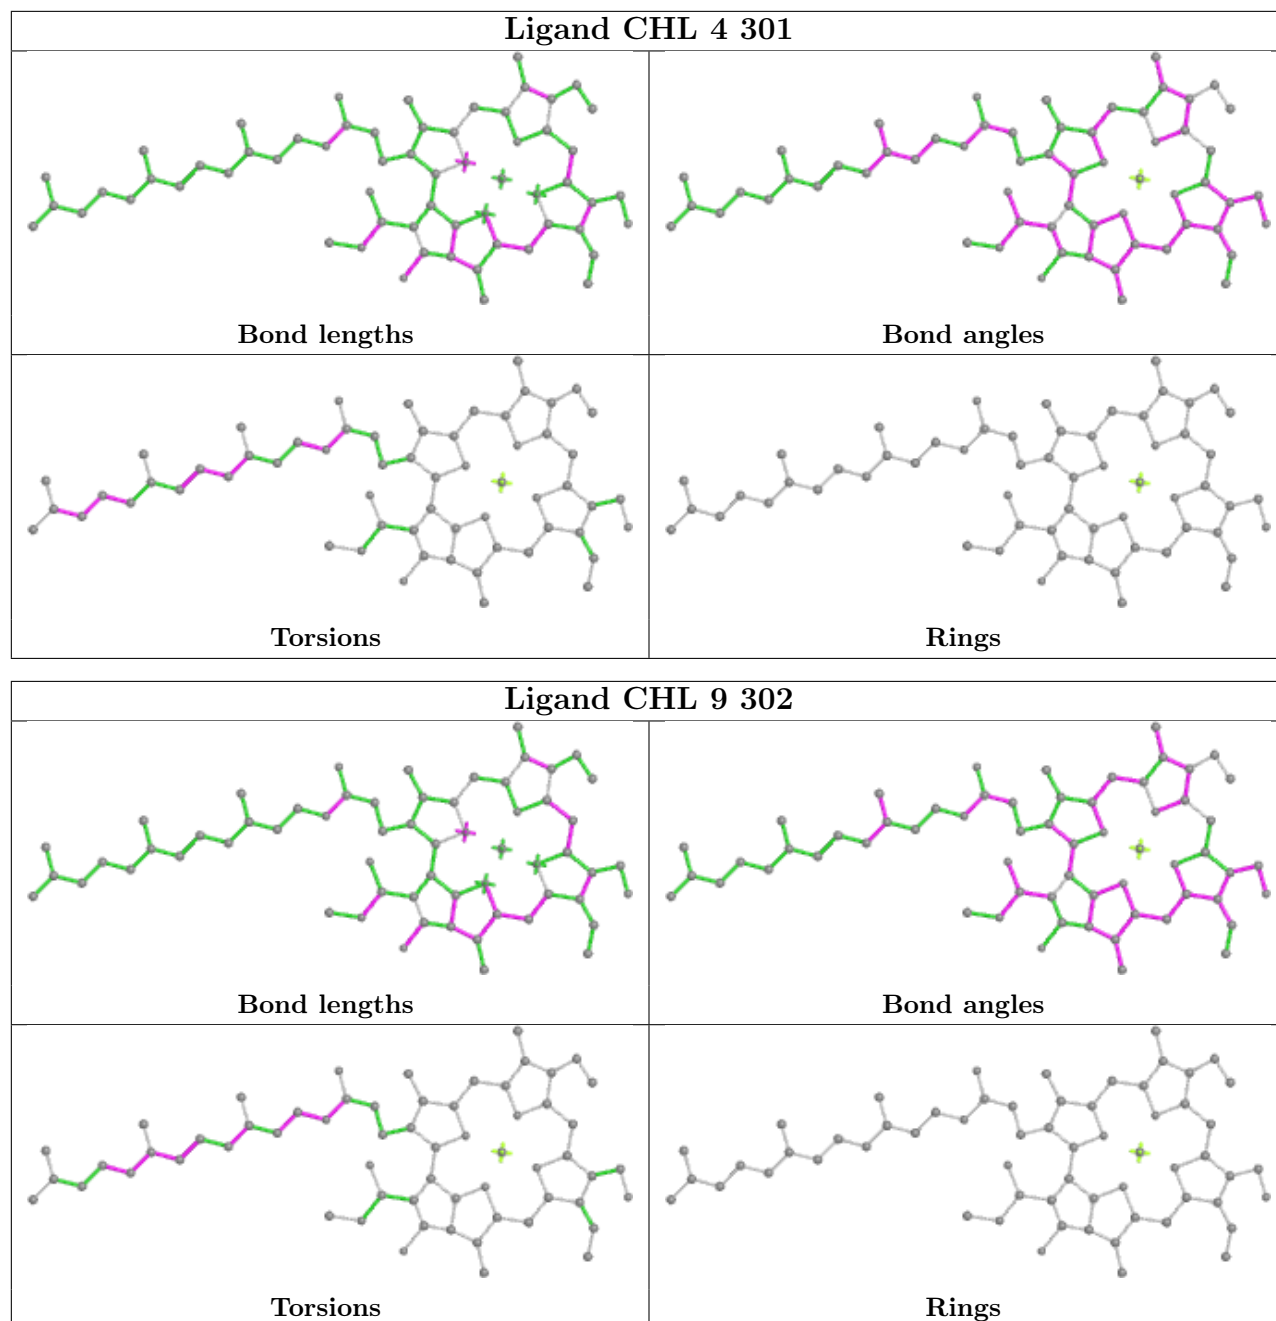 Ligand CHL 4 301
Bond lengths
Bond angles
Torsions
Rings
Ligand CHL 9 302
Bond lengths
Bond angles
Torsions
Rings